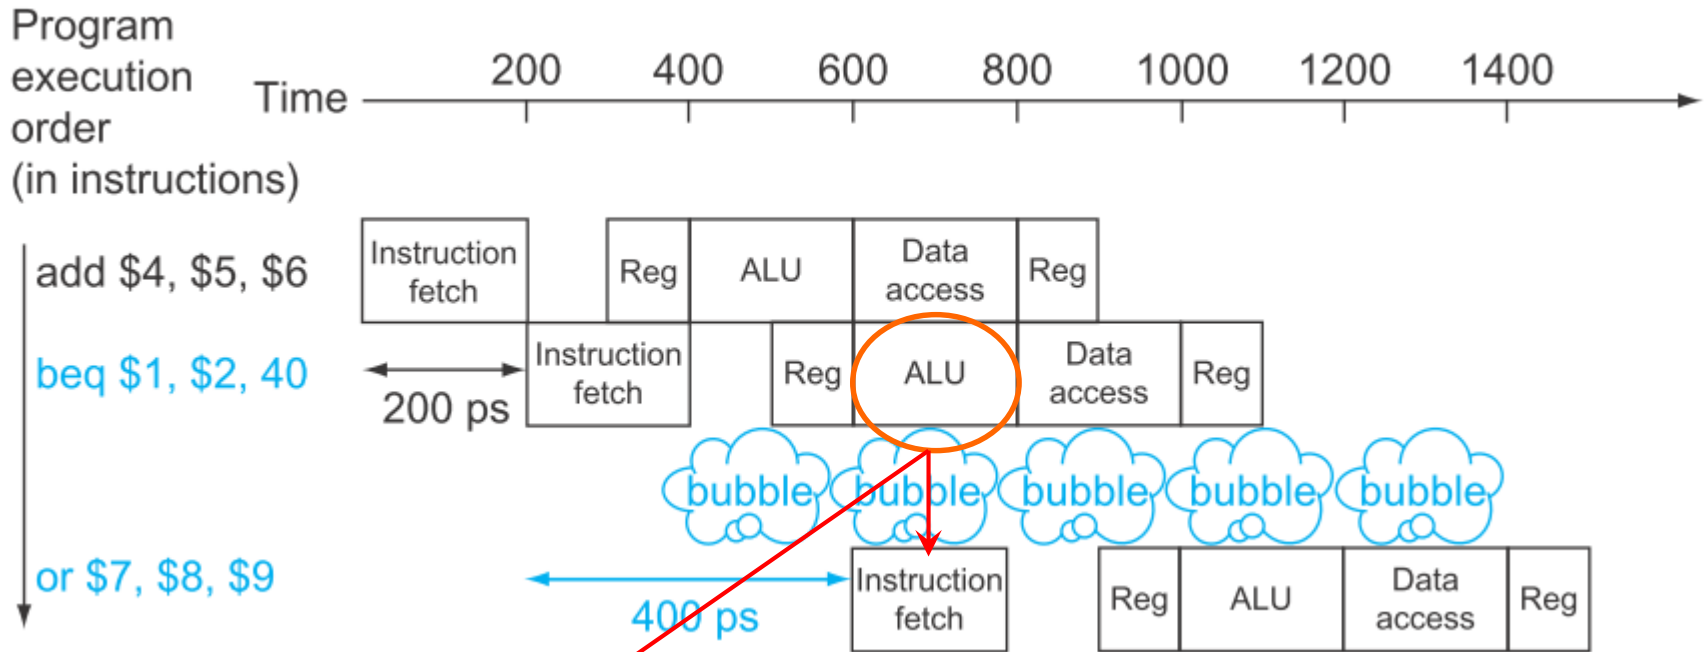 Program
execution
order
(in instructions)
Time
200 400 600 800 1000 1200 1400
add $4, $5, $6
Instruction
fetch
Reg
ALU
Data
access
Reg
beq $1, $2, 40
200 ps
Instruction
fetch
Reg
ALU
Data
access
Reg
bubble bubble bubble bubble bubble
or $7, $8, $9
400 ps
Instruction
fetch
Reg
ALU
Data
access
Reg